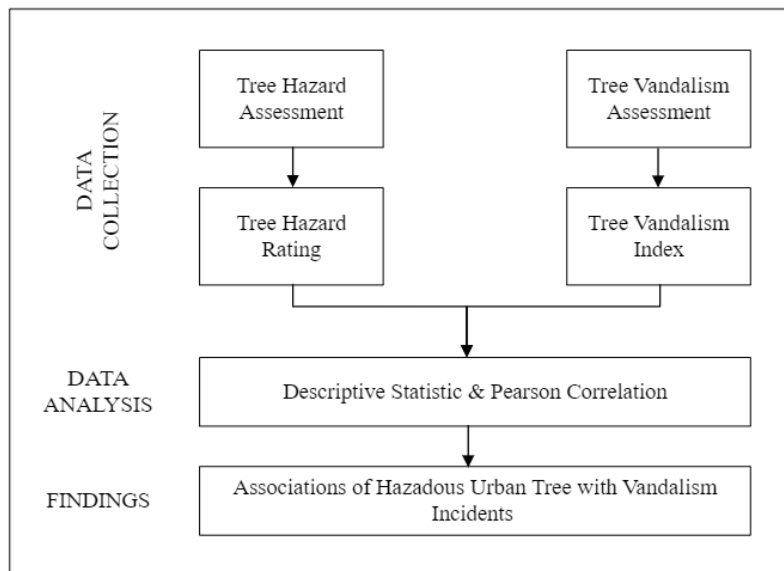 Tree Hazard
Assessment
Tree Vandalism
Assessment
DATA
COLLECTION
Tree Hazard
Rating
Tree Vandalism
Index
DATA
ANALYSIS
Descriptive Statistic & Pearson Correlation
FINDINGS
Associations of Hazadous Urban Tree with Vandalism
Incidents